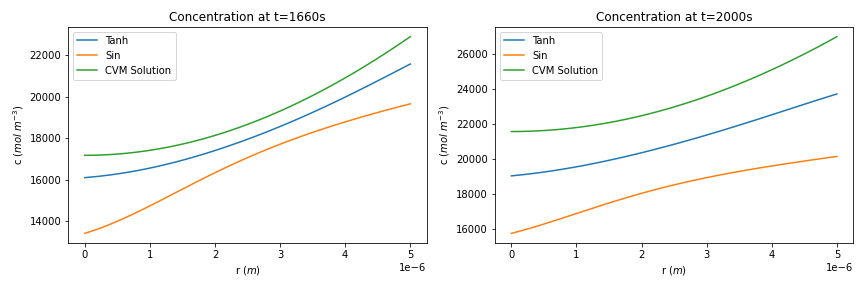 Concentration at t=1660s
Tanh
Sin
CVM Solution
c (mol m⁻³)
22000
20000
18000
16000
14000
0 1 2 3 4 5
1e−6
r (m)
Concentration at t=2000s
Tanh
Sin
CVM Solution
c (mol m⁻³)
26000
24000
22000
20000
18000
16000
0 1 2 3 4 5
1e−6
r (m)